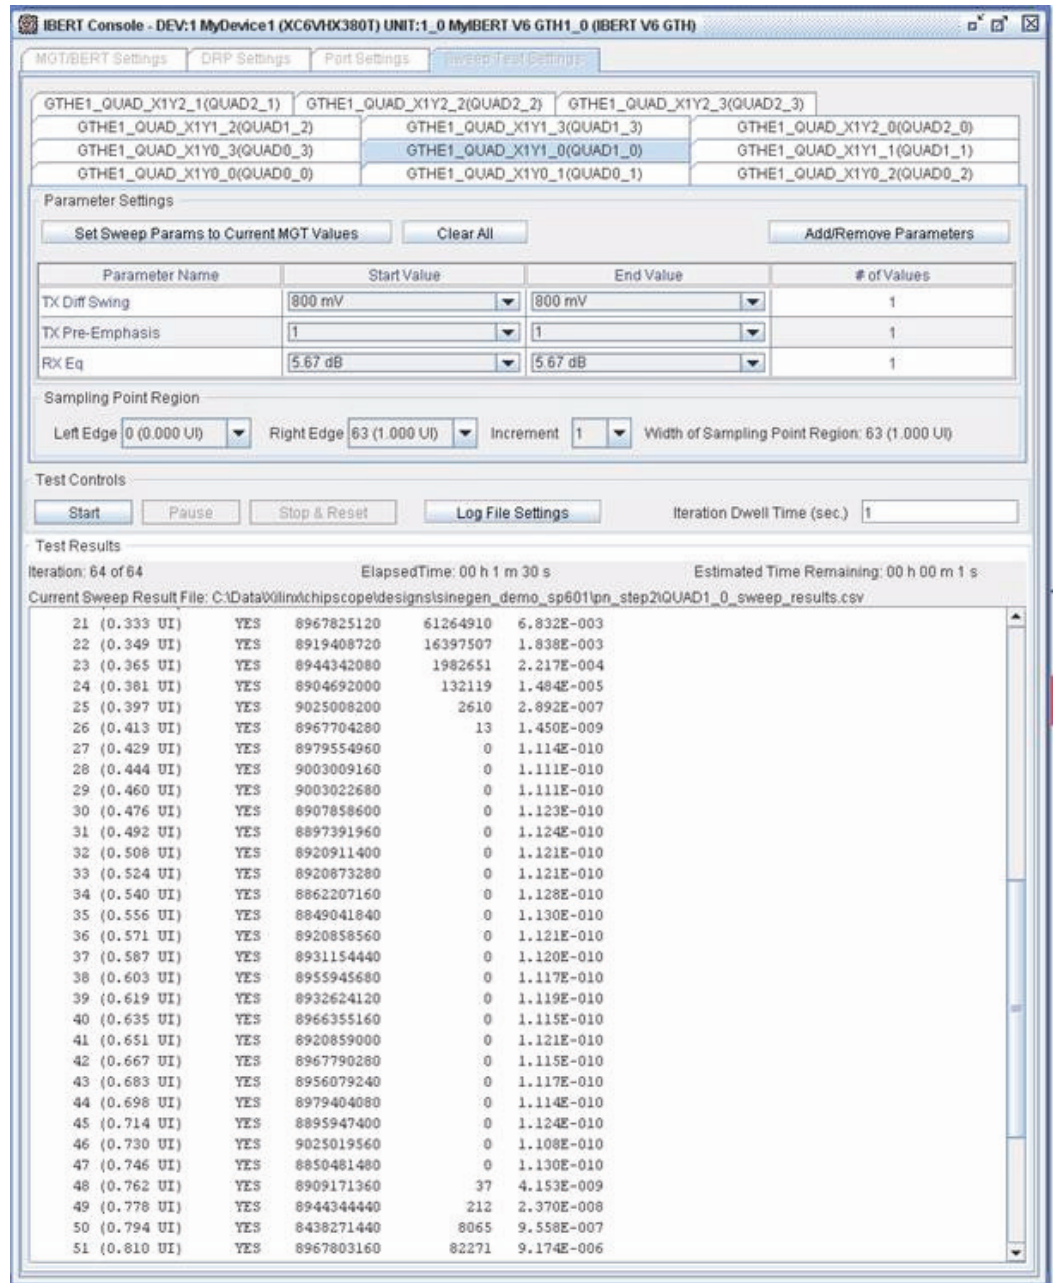 IBERT Console - DEV:1 MyDevice1 (XC6VHX380T) UNIT:1_0 MyIBERT V6 GTH1_0 (IBERT V6 GTH)
MGT/BERT Settings DRP Settings Port Settings Sweep Test Settings
GTHE1_QUAD_X1Y2_1(QUAD2_1) GTHE1_QUAD_X1Y2_2(QUAD2_2) GTHE1_QUAD_X1Y2_3(QUAD2_3)
GTHE1_QUAD_X1Y1_2(QUAD1_2) GTHE1_QUAD_X1Y1_3(QUAD1_3) GTHE1_QUAD_X1Y2_0(QUAD2_0)
GTHE1_QUAD_X1Y0_3(QUAD0_3) GTHE1_QUAD_X1Y1_0(QUAD1_0) GTHE1_QUAD_X1Y1_1(QUAD1_1)
GTHE1_QUAD_X1Y0_0(QUAD0_0) GTHE1_QUAD_X1Y0_1(QUAD0_1) GTHE1_QUAD_X1Y0_2(QUAD0_2)
Parameter Settings
Set Sweep Params to Current MGT Values Clear All Add/Remove Parameters
Parameter Name Start Value End Value # of Values
TX Diff Swing 800 mV 800 mV 1
TX Pre-Emphasis 1 1 1
RX Eq 5.67 dB 5.67 dB 1
Sampling Point Region
Left Edge 0 (0.000 UI) Right Edge 63 (1.000 UI) Increment 1 Width of Sampling Point Region: 63 (1.000 UI)
Test Controls
Start Pause Stop & Reset Log File Settings Iteration Dwell Time (sec.) 1
Test Results
Iteration: 64 of 64 ElapsedTime: 00 h 1 m 30 s Estimated Time Remaining: 00 h 00 m 1 s
Current Sweep Result File: C:\Data\Xilinx\chipscope\designs\sinegen_demo_sp601\pn_step2\QUAD1_0_sweep_results.csv
21 (0.333 UI) YES 8967825120 61264910 6.832E-003
22 (0.349 UI) YES 8919408720 16397507 1.838E-003
23 (0.365 UI) YES 8944342080 1982651 2.217E-004
24 (0.381 UI) YES 8904692000 132119 1.484E-005
25 (0.397 UI) YES 9025008200 2610 2.892E-007
26 (0.413 UI) YES 8967704280 13 1.450E-009
27 (0.429 UI) YES 8979554960 0 1.114E-010
28 (0.444 UI) YES 9003009160 0 1.111E-010
29 (0.460 UI) YES 9003022680 0 1.111E-010
30 (0.476 UI) YES 8907858600 0 1.123E-010
31 (0.492 UI) YES 8897391960 0 1.124E-010
32 (0.508 UI) YES 8920911400 0 1.121E-010
33 (0.524 UI) YES 8920873280 0 1.121E-010
34 (0.540 UI) YES 8862207160 0 1.128E-010
35 (0.556 UI) YES 8849041840 0 1.130E-010
36 (0.571 UI) YES 8920858560 0 1.121E-010
37 (0.587 UI) YES 8931154440 0 1.120E-010
38 (0.603 UI) YES 8955945680 0 1.117E-010
39 (0.619 UI) YES 8932624120 0 1.119E-010
40 (0.635 UI) YES 8966355160 0 1.115E-010
41 (0.651 UI) YES 8920859000 0 1.121E-010
42 (0.667 UI) YES 8967790280 0 1.115E-010
43 (0.683 UI) YES 8956079240 0 1.117E-010
44 (0.698 UI) YES 8979404080 0 1.114E-010
45 (0.714 UI) YES 8895947400 0 1.124E-010
46 (0.730 UI) YES 9025019560 0 1.108E-010
47 (0.746 UI) YES 8850481480 0 1.130E-010
48 (0.762 UI) YES 8909171360 37 4.153E-009
49 (0.778 UI) YES 8944344440 212 2.370E-008
50 (0.794 UI) YES 8438271440 8065 9.558E-007
51 (0.810 UI) YES 8967803160 82271 9.174E-006